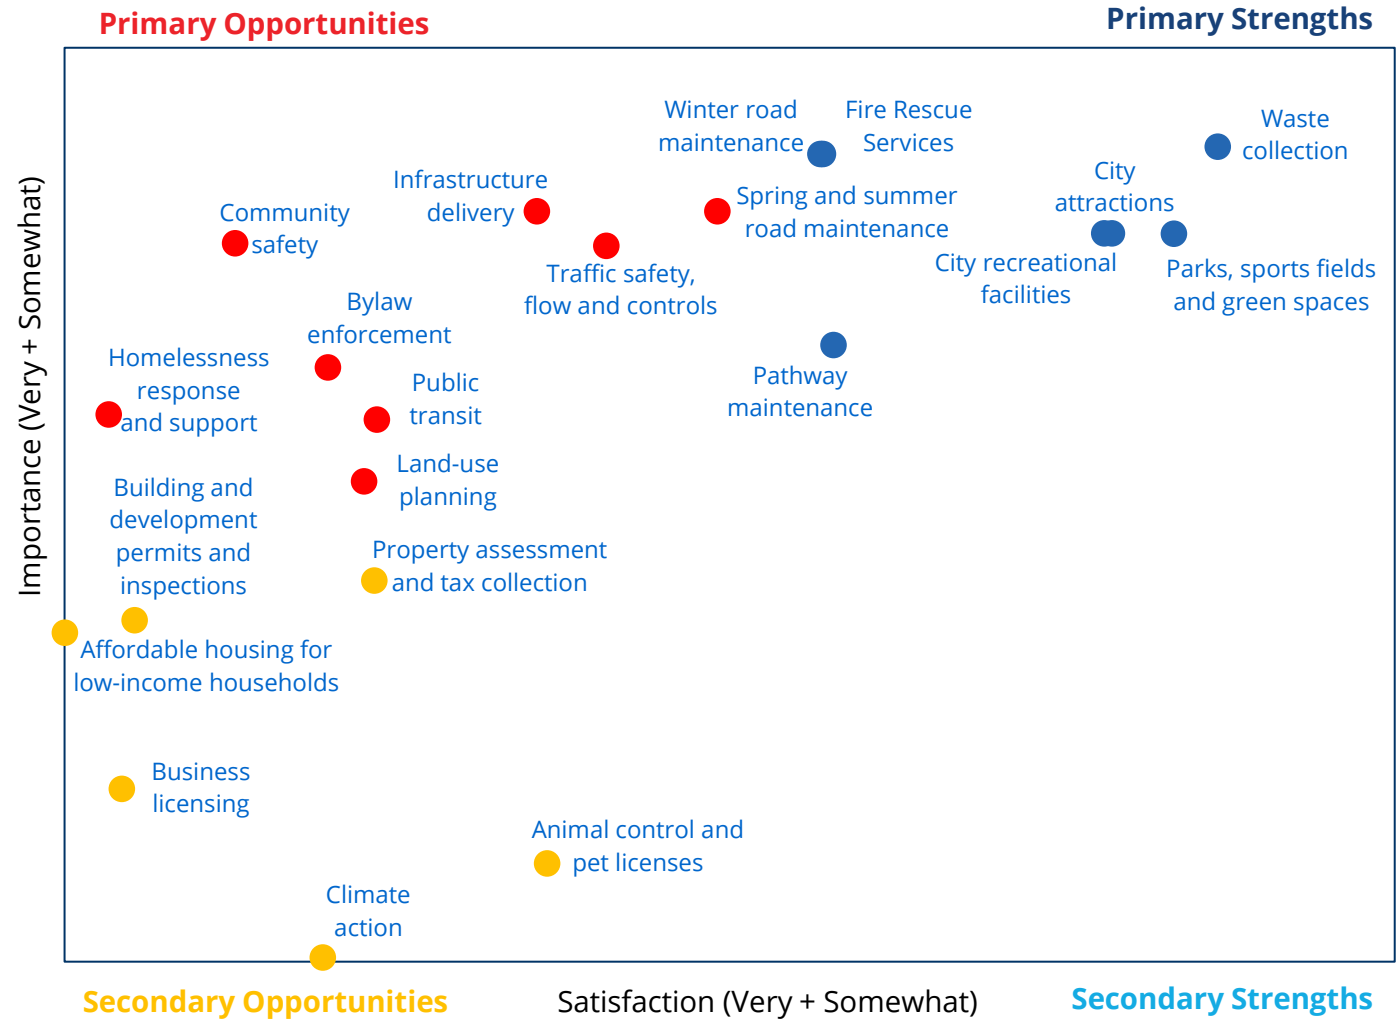 Primary Opportunities
Primary Strengths
Importance (Very + Somewhat)
Winter road
maintenance
Fire Rescue
Services
Waste
collection
City
attractions
Infrastructure
delivery
Spring and summer
road maintenance
Community
safety
City recreational
facilities
Parks, sports fields
and green spaces
Traffic safety,
flow and controls
Bylaw
enforcement
Homelessness
response
and support
Public
transit
Pathway
maintenance
Land-use
planning
Building and
development
permits and
inspections
Property assessment
and tax collection
Affordable housing for
low-income households
Business
licensing
Animal control and
pet licenses
Climate
action
Secondary Opportunities
Satisfaction (Very + Somewhat)
Secondary Strengths